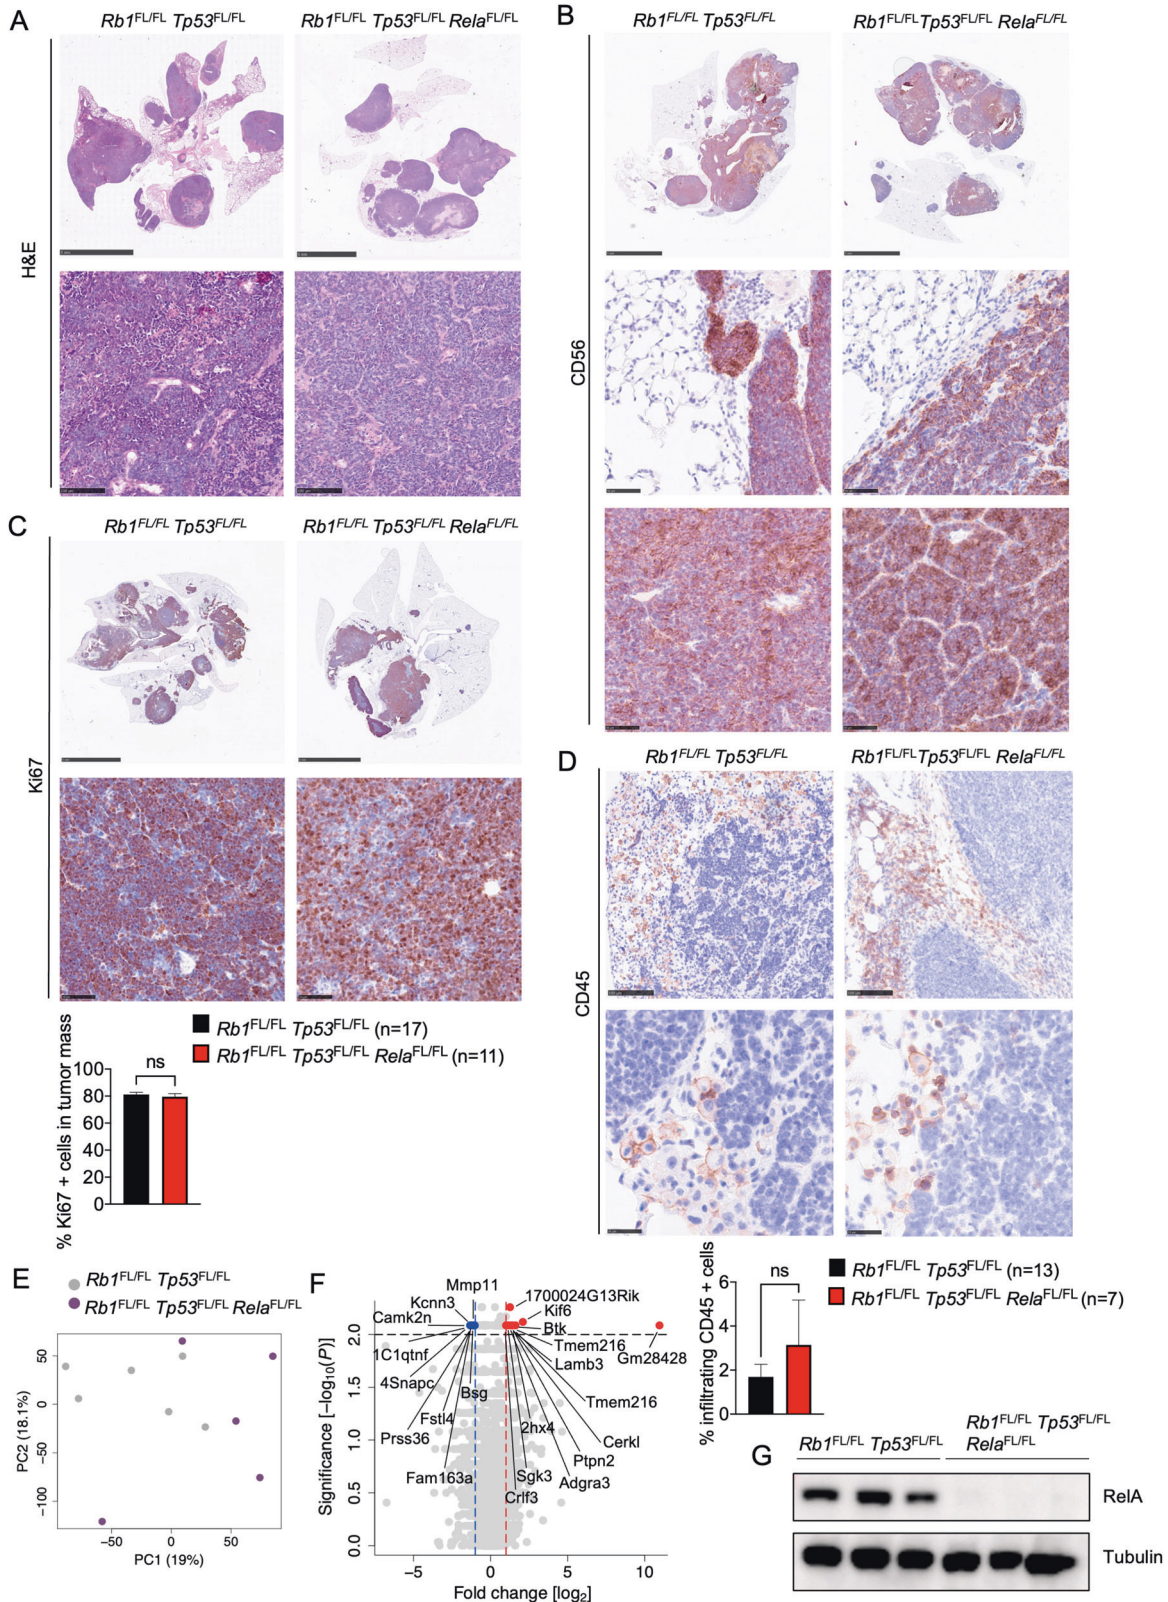 A
Rb1FL/FL Tp53FL/FL
Rb1FL/FL Tp53FL/FL RelaFL/FL
H&E
B
Rb1FL/FL Tp53FL/FL
Rb1FL/FL Tp53FL/FL RelaFL/FL
CD56
C
Rb1FL/FL Tp53FL/FL
Rb1FL/FL Tp53FL/FL RelaFL/FL
Ki67
Rb1FL/FL Tp53FL/FL (n=17)
Rb1FL/FL Tp53FL/FL RelaFL/FL (n=11)
% Ki67 + cells in tumor mass
ns
100
80
60
40
20
0
D
Rb1FL/FL Tp53FL/FL
Rb1FL/FL Tp53FL/FL RelaFL/FL
CD45
Rb1FL/FL Tp53FL/FL (n=13)
Rb1FL/FL Tp53FL/FL RelaFL/FL (n=7)
% infiltrating CD45 + cells
ns
6
4
2
0
E
Rb1FL/FL Tp53FL/FL
Rb1FL/FL Tp53FL/FL RelaFL/FL
PC2 (18.1%)
50
0
−50
−100
−50
0
50
PC1 (19%)
F
Mmp11
Kcnn3
Camk2n
1C1qtnf
4Snapc
Bsg
Fstl4
Prss36
Fam163a
1700024G13Rik
Kif6
Btk
Tmem216
Lamb3
Gm28428
Tmem216
2hx4
Cerkl
Ptpn2
Sgk3
Adgra3
Crlf3
Significance [−log10(P)]
2.0
1.5
1.0
0.5
0.0
−5
0
5
10
Fold change [log2]
G
Rb1FL/FL Tp53FL/FL
Rb1FL/FL Tp53FL/FL
RelaFL/FL
RelA
Tubulin